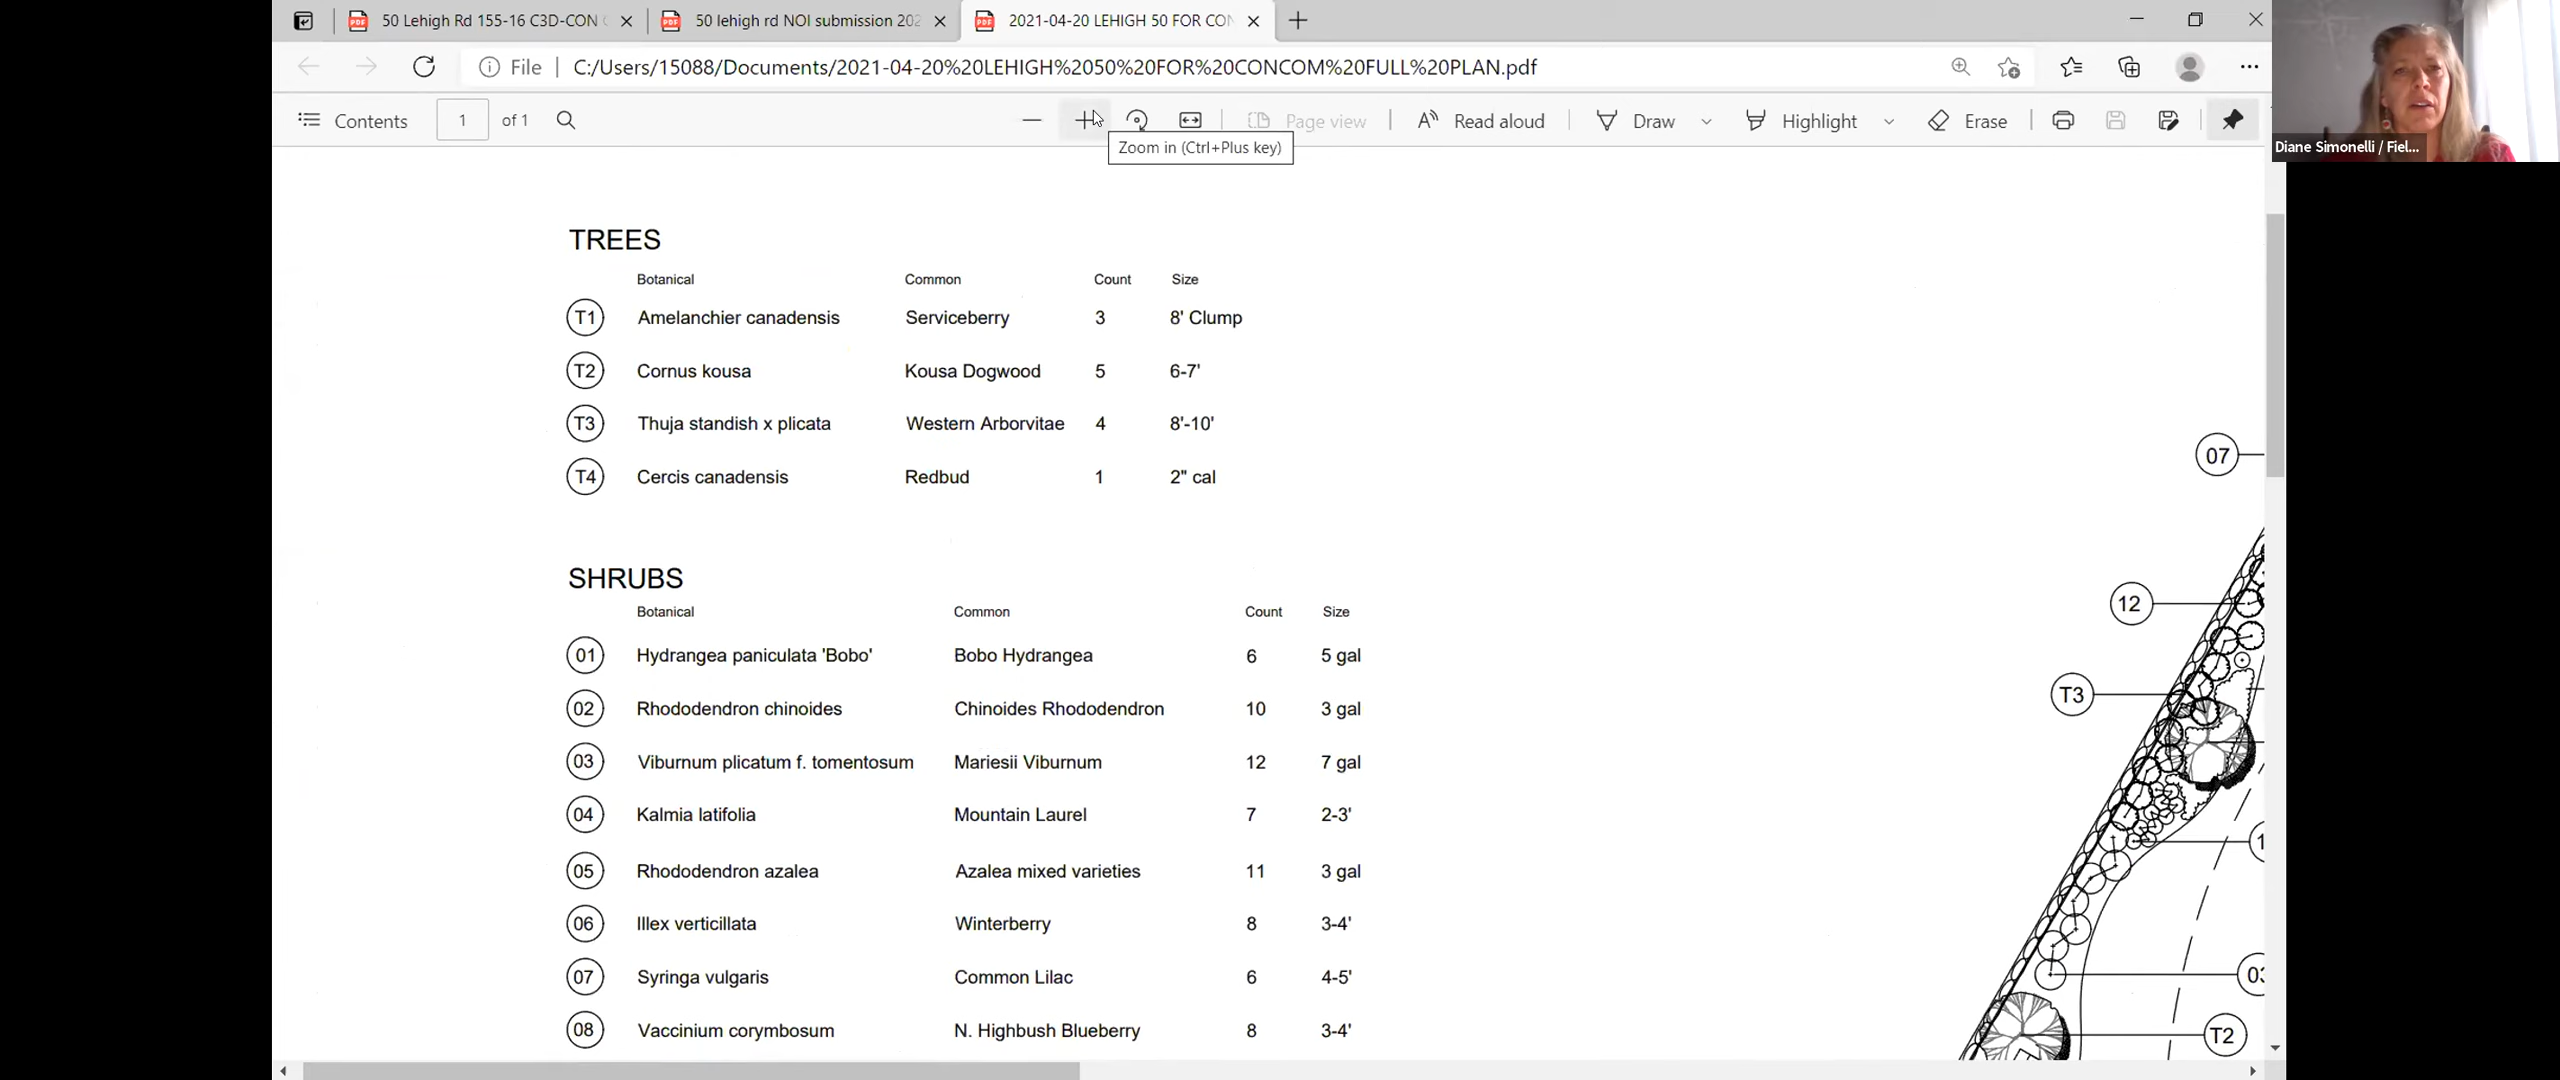 50 Lehigh Rd 155-16 C3D-CON
50 lehigh rd NOI submission 202
2021-04-20 LEHIGH 50 FOR CON
File
C:/Users/15088/Documents/2021-04-20%20LEHIGH%2050%20FOR%20CONCOM%20FULL%20PLAN.pdf
Contents
1
of 1
Page view
Read aloud
Draw
Highlight
Erase
Zoom in (Ctrl+Plus key)
Diane Simonelli / Fiel...
TREES
Botanical Common Count Size
T1 Amelanchier canadensis Serviceberry 3 8' Clump
T2 Cornus kousa Kousa Dogwood 5 6-7'
T3 Thuja standish x plicata Western Arborvitae 4 8'-10'
T4 Cercis canadensis Redbud 1 2" cal
SHRUBS
Botanical Common Count Size
01 Hydrangea paniculata 'Bobo' Bobo Hydrangea 6 5 gal
02 Rhododendron chinoides Chinoides Rhododendron 10 3 gal
03 Viburnum plicatum f. tomentosum Mariesii Viburnum 12 7 gal
04 Kalmia latifolia Mountain Laurel 7 2-3'
05 Rhododendron azalea Azalea mixed varieties 11 3 gal
06 Illex verticillata Winterberry 8 3-4'
07 Syringa vulgaris Common Lilac 6 4-5'
08 Vaccinium corymbosum N. Highbush Blueberry 8 3-4'
07
12
T3
03
T2